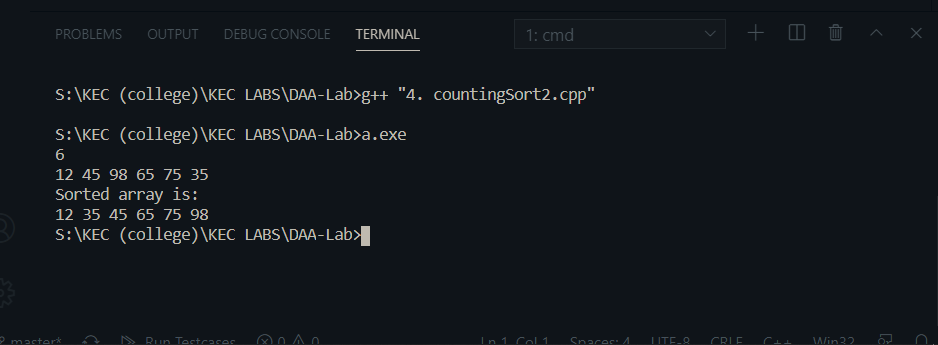 PROBLEMS OUTPUT DEBUG CONSOLE TERMINAL 1: cmd
S:\KEC (college)\KEC LABS\DAA-Lab>g++ "4. countingSort2.cpp"
S:\KEC (college)\KEC LABS\DAA-Lab>a.exe
6
12 45 98 65 75 35
Sorted array is:
12 35 45 65 75 98
S:\KEC (college)\KEC LABS\DAA-Lab>
master* Run Testcases 0 0 Ln 1, Col 1 Spaces: 4 UTF-8 CRLF C++ Win32